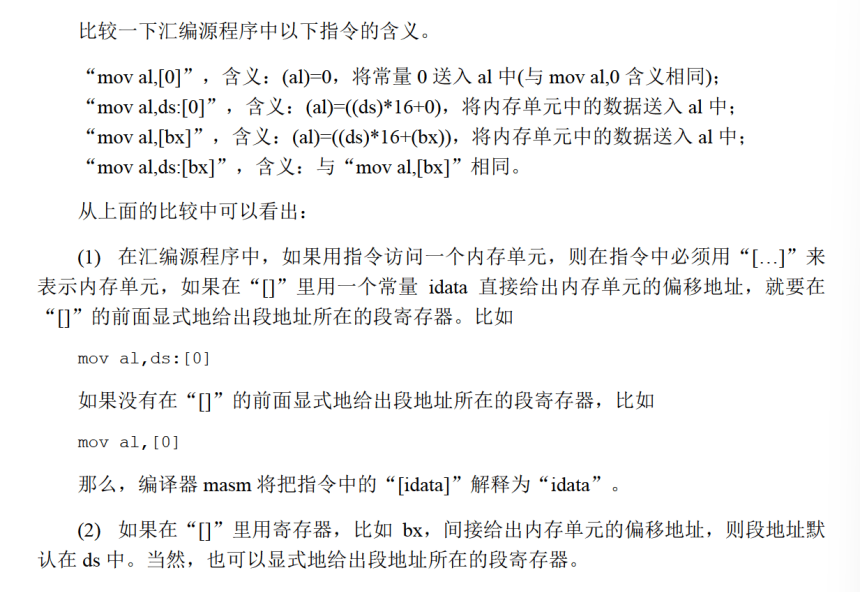 比较一下汇编源程序中以下指令的含义。
“mov al,[0]”，含义：(al)=0，将常量 0 送入 al 中(与 mov al,0 含义相同);
“mov al,ds:[0]”，含义：(al)=((ds)*16+0)，将内存单元中的数据送入 al 中；
“mov al,[bx]”，含义：(al)=((ds)*16+(bx))，将内存单元中的数据送入 al 中；
“mov al,ds:[bx]”，含义：与“mov al,[bx]”相同。
从上面的比较中可以看出：
(1) 在汇编源程序中，如果用指令访问一个内存单元，则在指令中必须用“[…]”来
表示内存单元，如果在“[]”里用一个常量 idata 直接给出内存单元的偏移地址，就要在
“[]”的前面显式地给出段地址所在的段寄存器。比如
mov al,ds:[0]
如果没有在“[]”的前面显式地给出段地址所在的段寄存器，比如
mov al,[0]
那么，编译器 masm 将把指令中的“[idata]”解释为“idata”。
(2) 如果在“[]”里用寄存器，比如 bx，间接给出内存单元的偏移地址，则段地址默
认在 ds 中。当然，也可以显式地给出段地址所在的段寄存器。